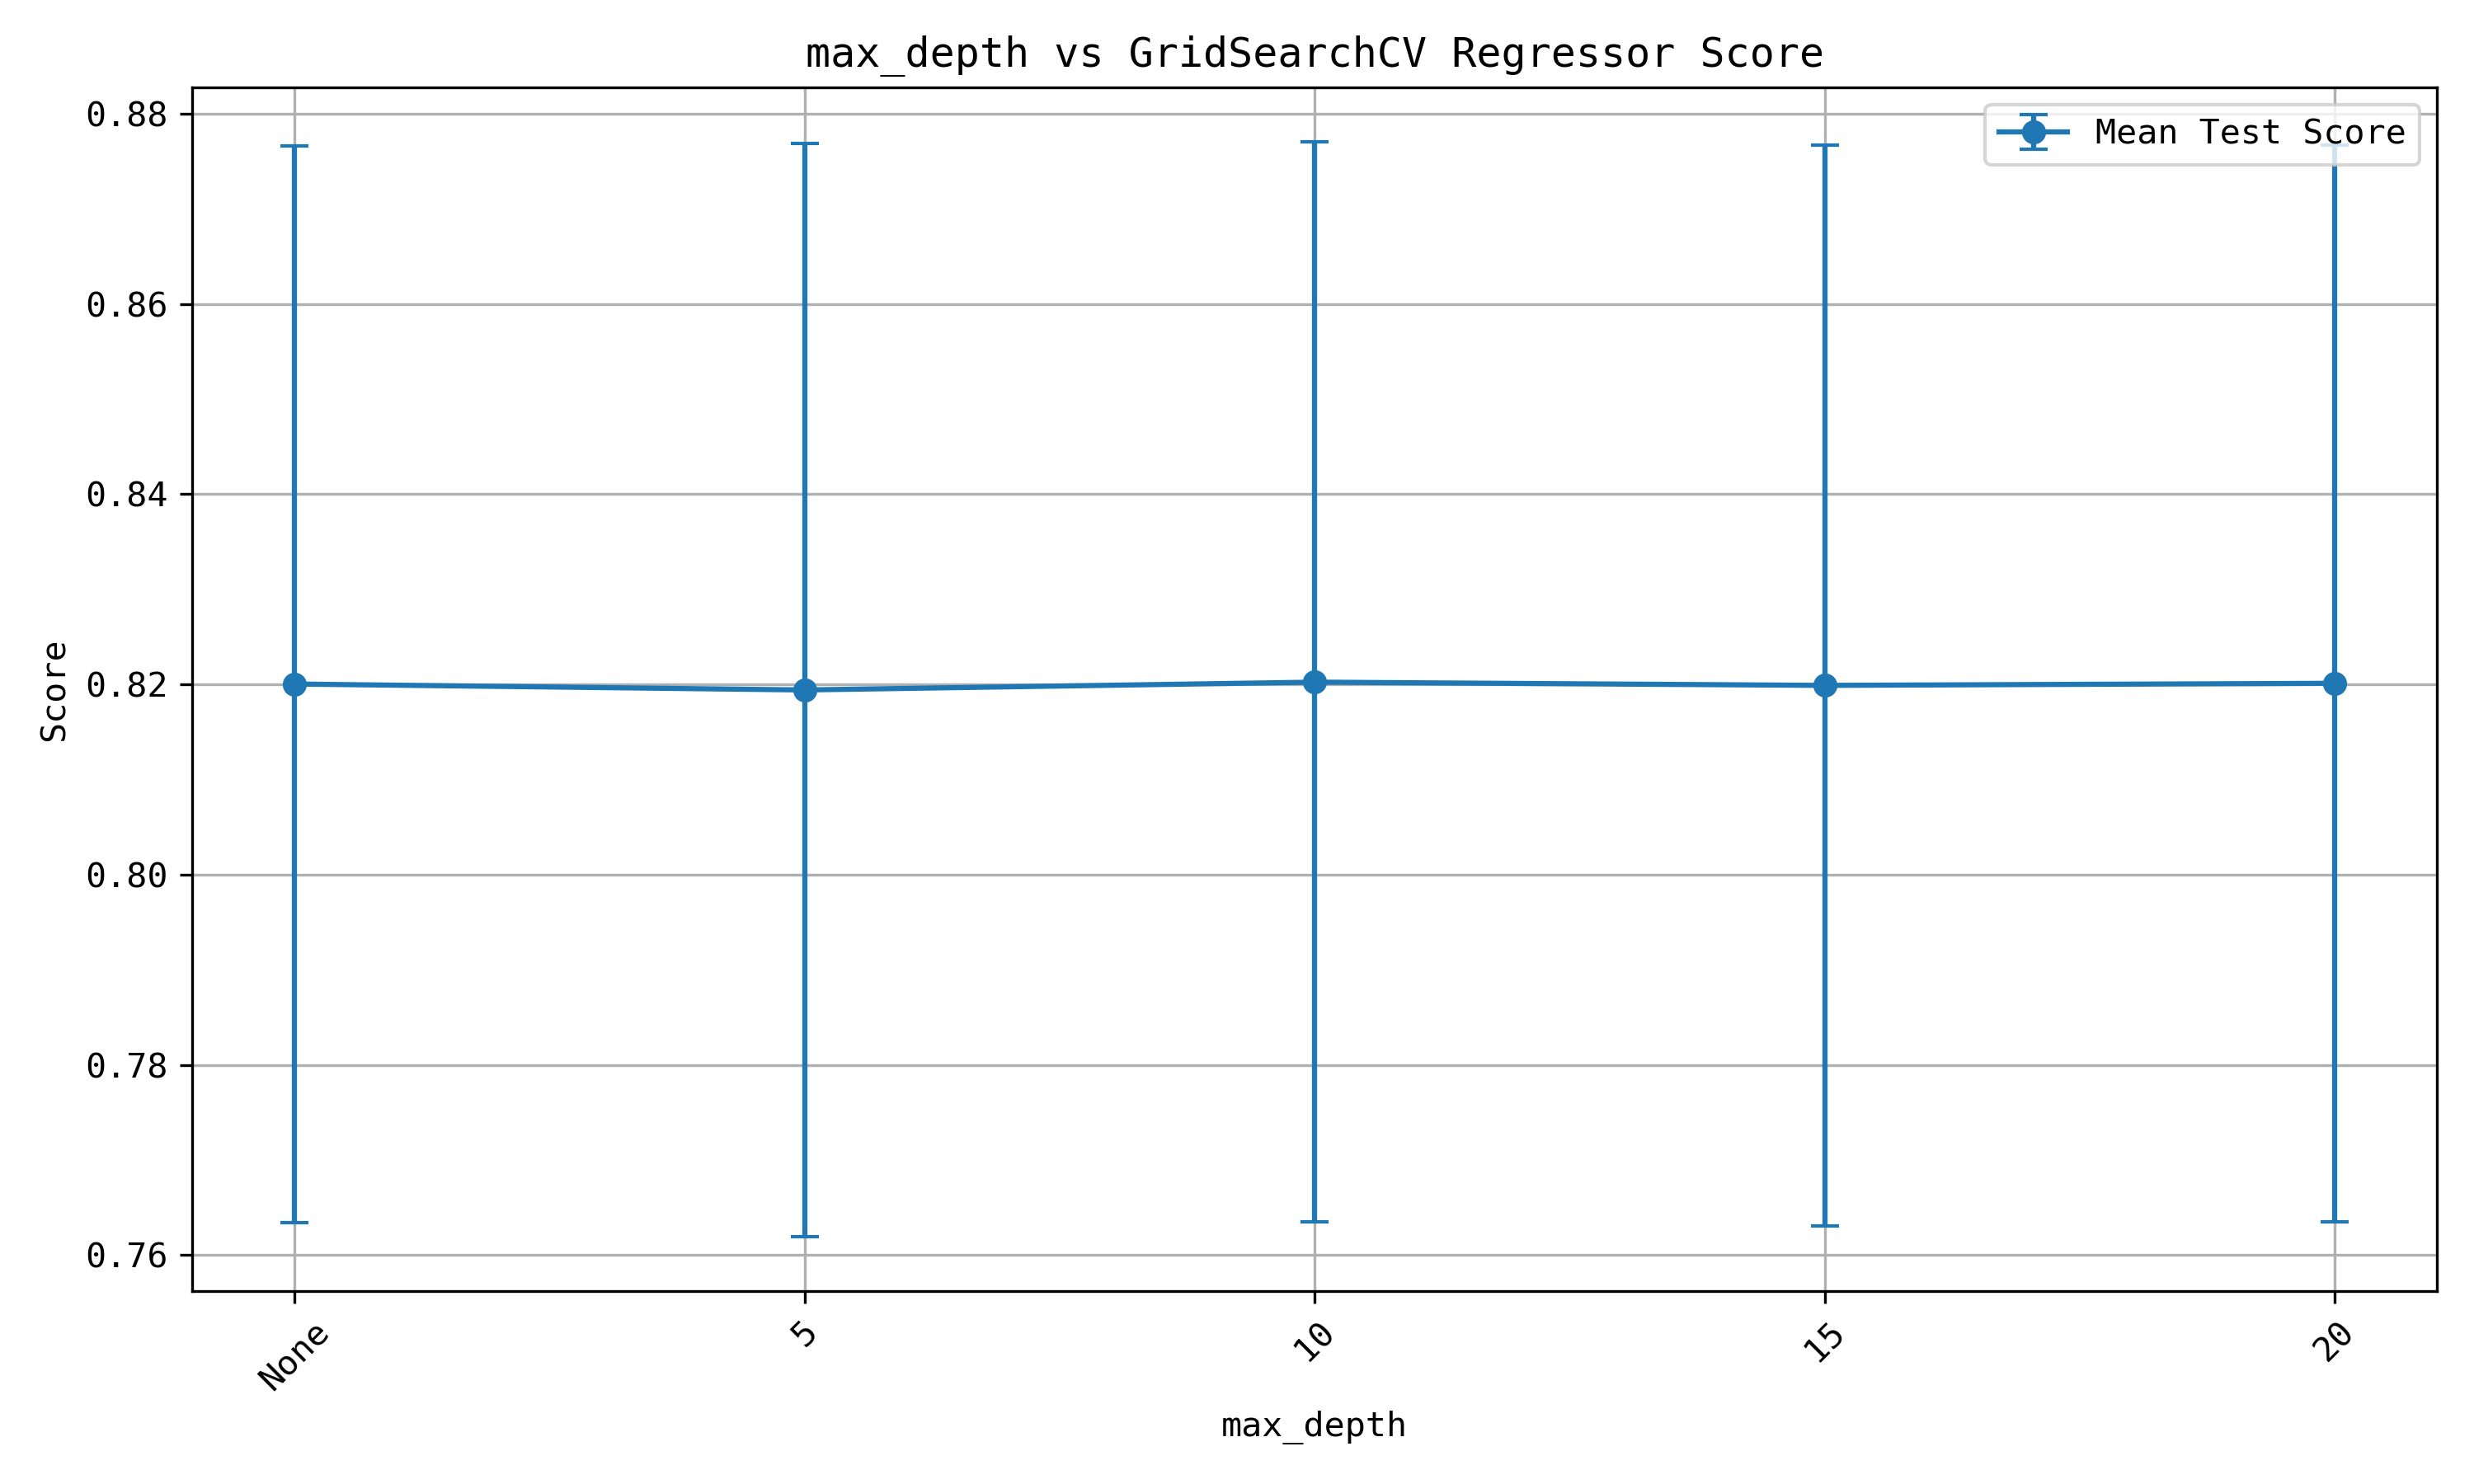 max_depth vs GridSearchCV Regressor Score
Mean Test Score
0.88
0.86
0.84
0.82
0.80
0.78
0.76
Score
None
5
10
15
20
max_depth